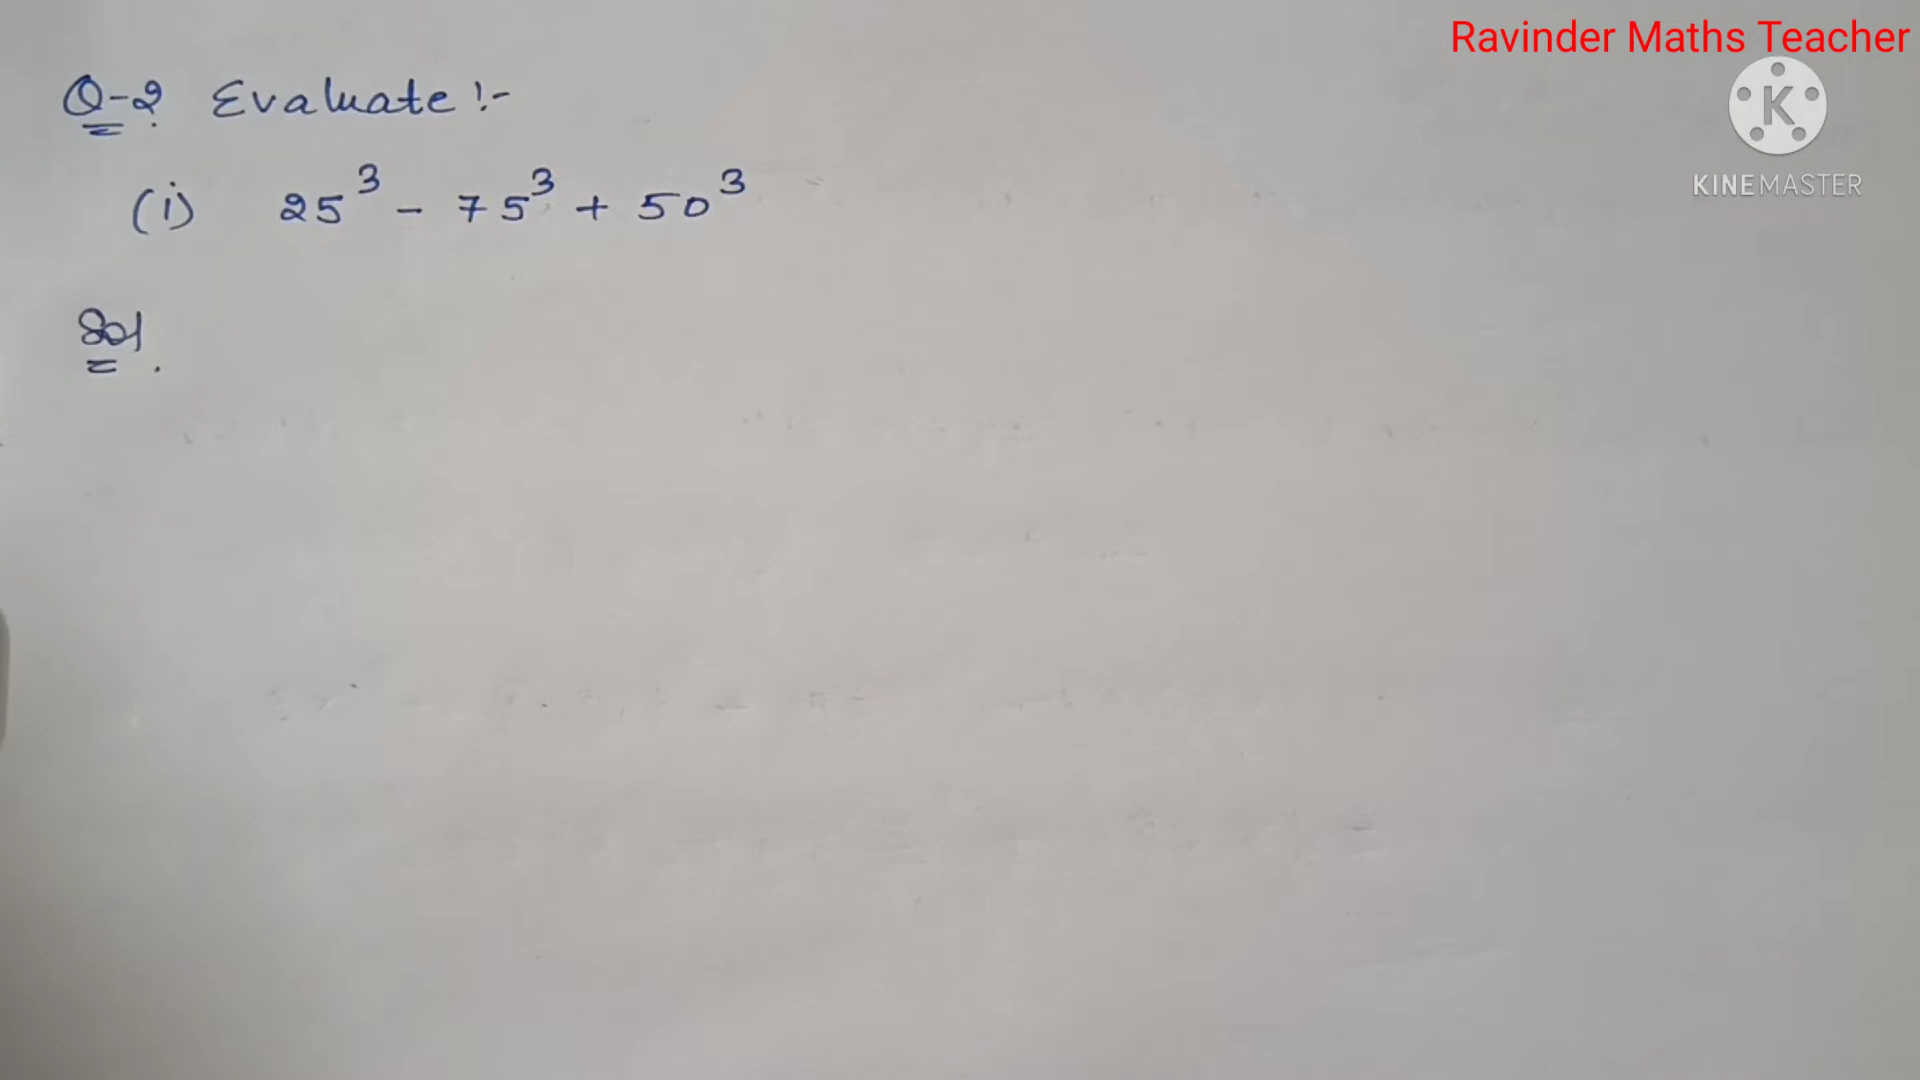 Ravinder Maths Teacher
Q-2. Evaluate :-
KINEMASTER
(i) 25³ - 75³ + 50³
Sol.